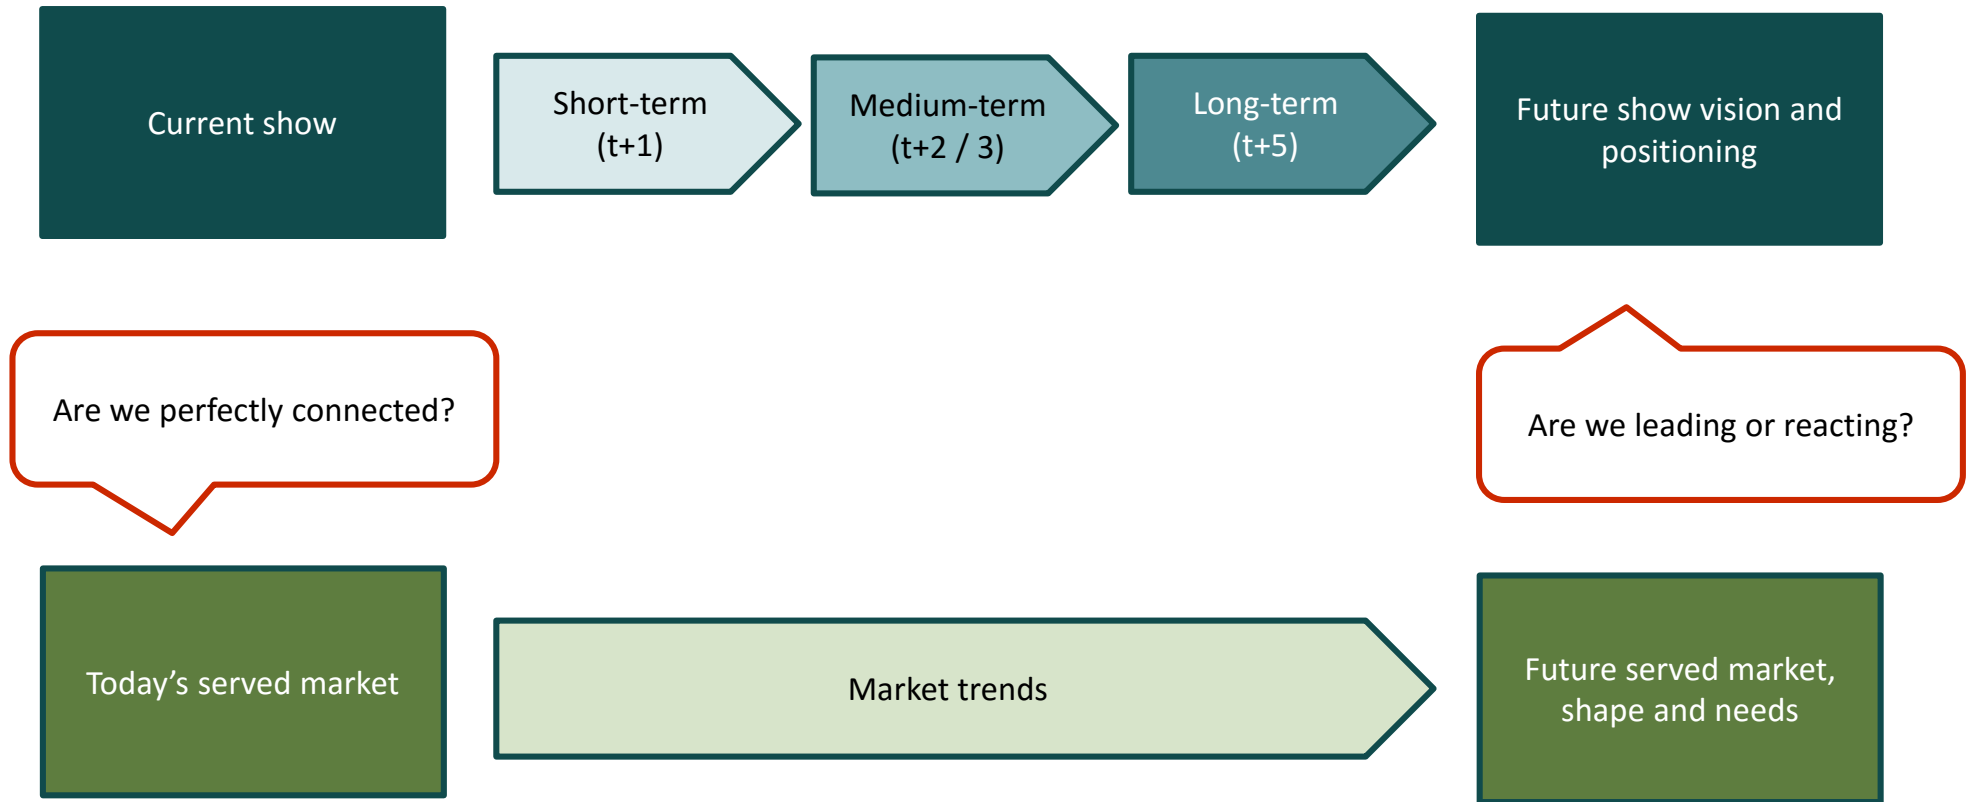 Current show
Short-term
(t+1)
Medium-term
(t+2 / 3)
Long-term
(t+5)
Future show vision and
positioning
Are we perfectly connected?
Are we leading or reacting?
Today’s served market
Market trends
Future served market,
shape and needs